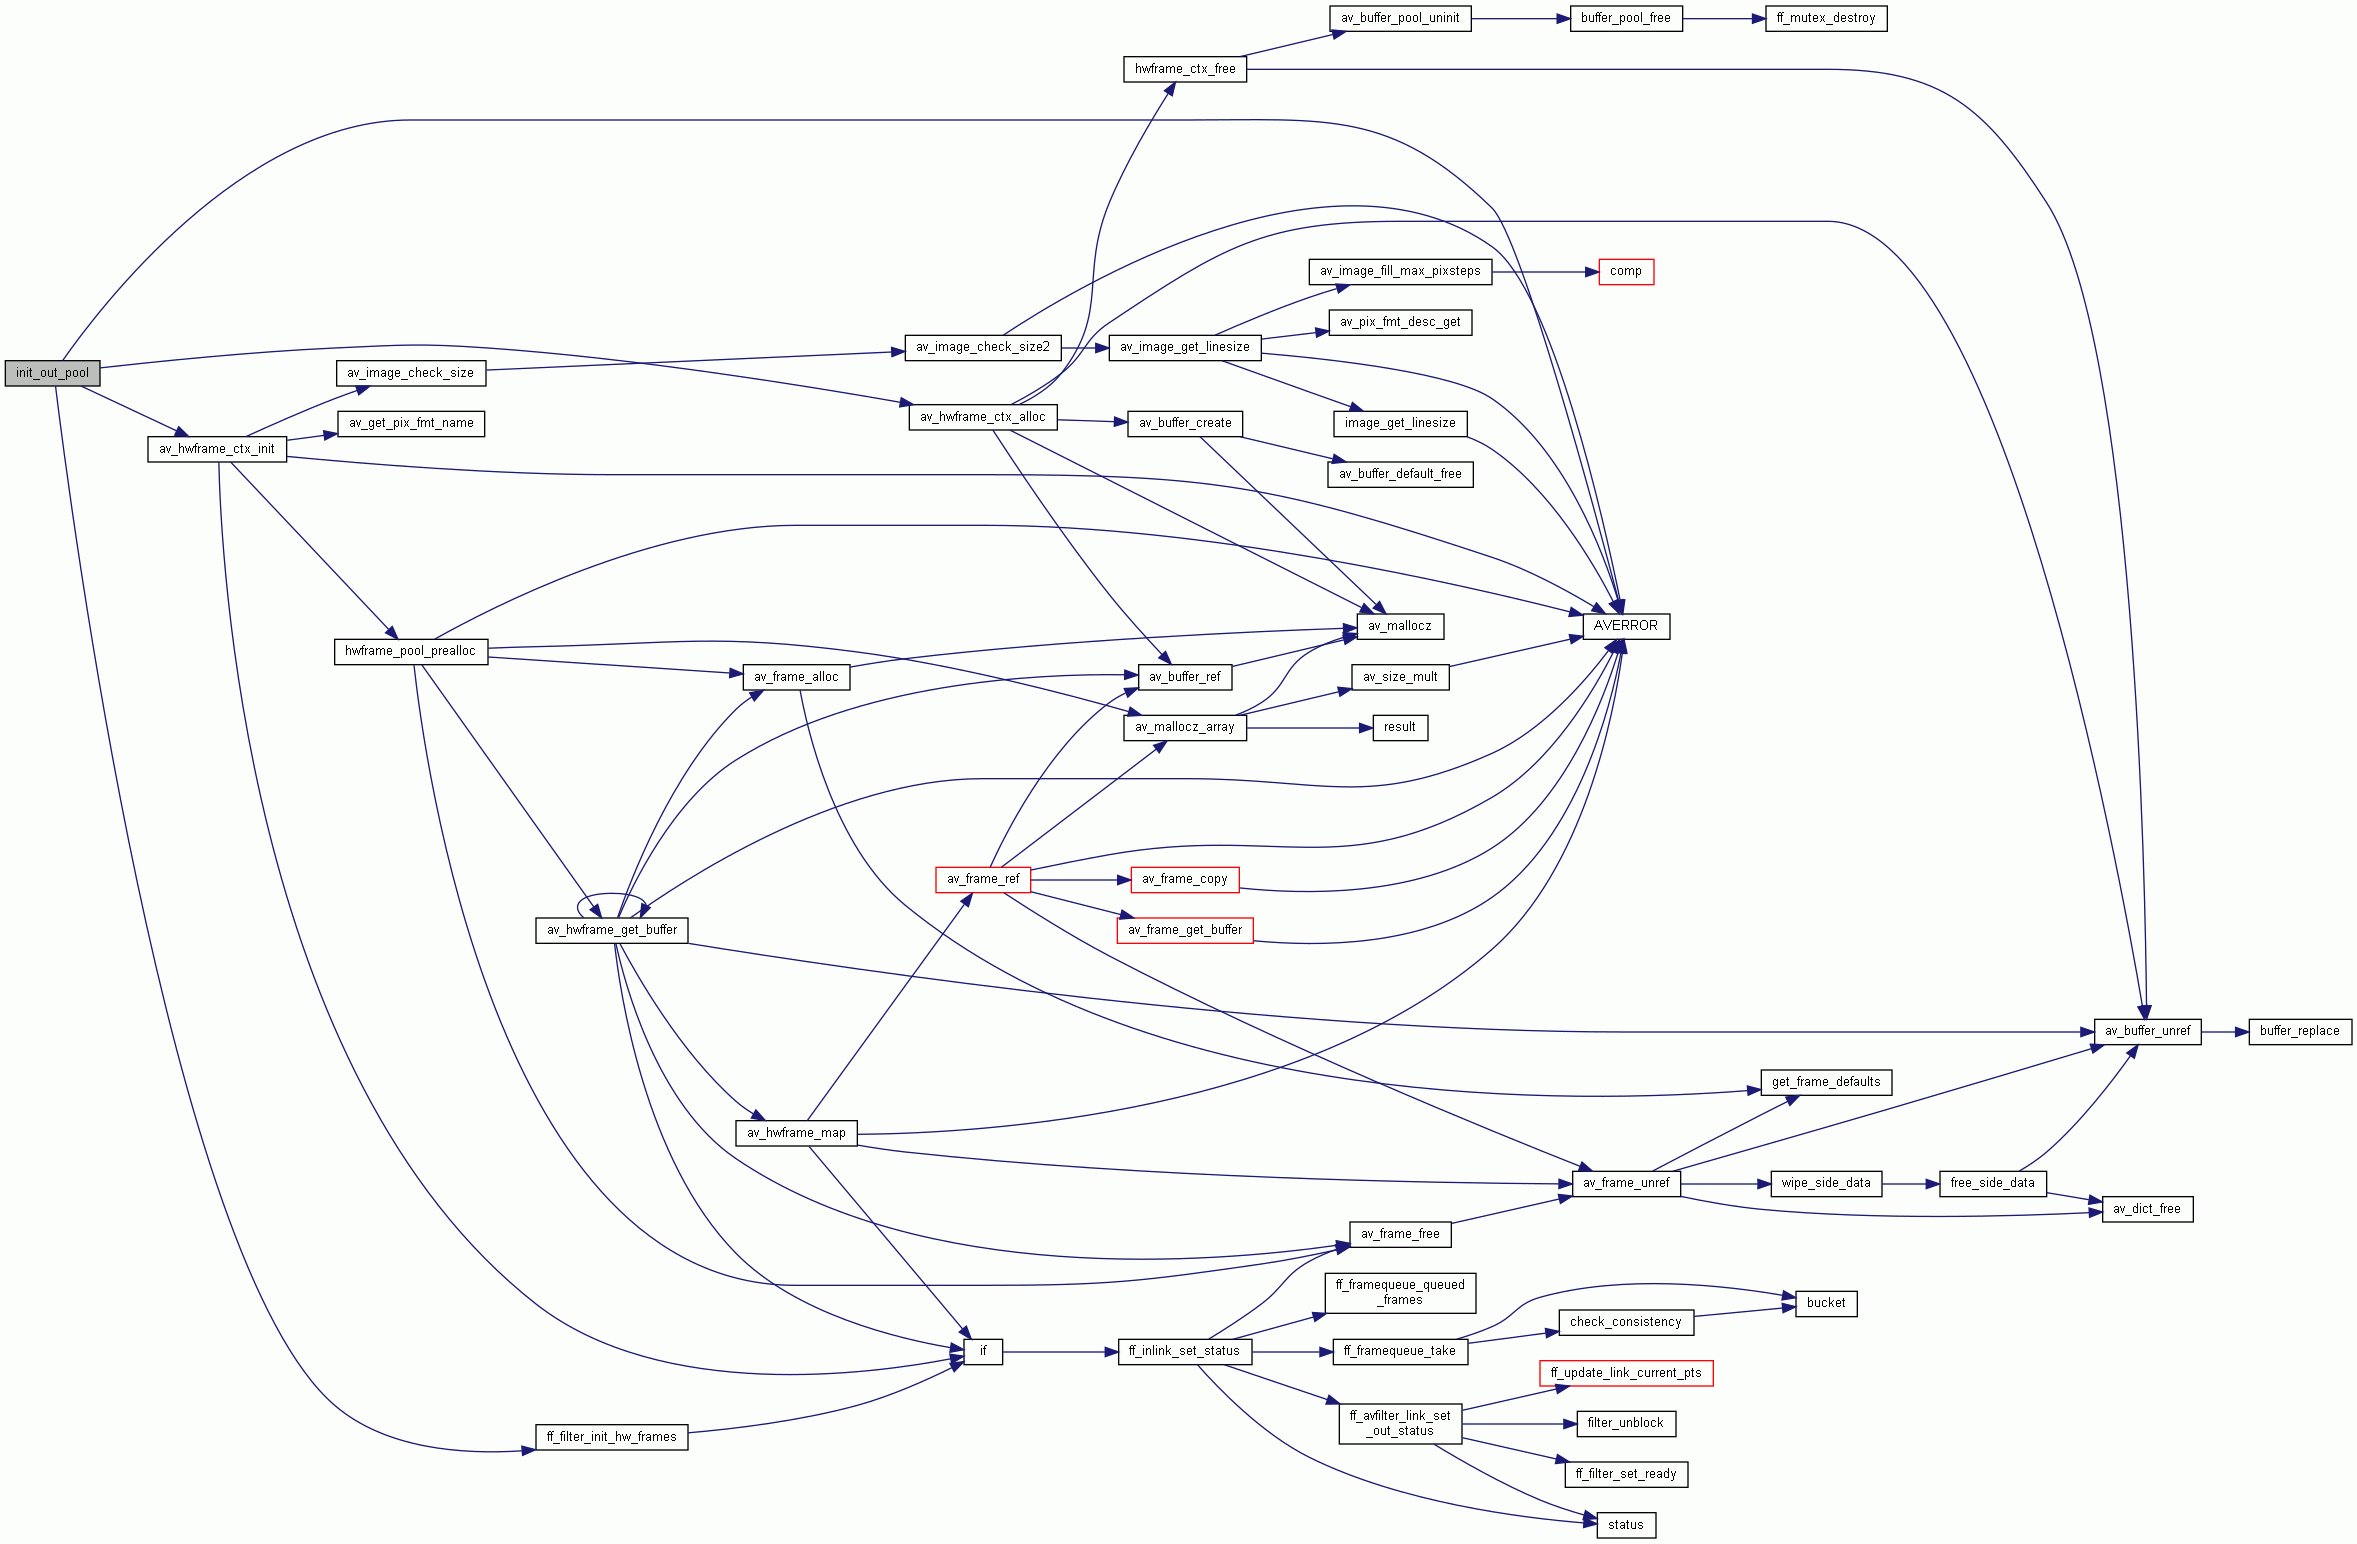 av_buffer_pool_uninit
buffer_pool_free
ff_mutex_destroy
hwframe_ctx_free
av_image_fill_max_pixsteps
comp
av_pix_fmt_desc_get
av_image_check_size2
av_image_get_linesize
init_out_pool
av_image_check_size
av_hwframe_ctx_alloc
av_buffer_create
image_get_linesize
av_get_pix_fmt_name
av_hwframe_ctx_init
av_buffer_default_free
av_mallocz
AVERROR
hwframe_pool_prealloc
av_frame_alloc
av_buffer_ref
av_size_mult
av_mallocz_array
result
av_frame_ref
av_frame_copy
av_hwframe_get_buffer
av_frame_get_buffer
av_buffer_unref
buffer_replace
get_frame_defaults
av_hwframe_map
av_frame_unref
wipe_side_data
free_side_data
av_dict_free
av_frame_free
ff_framequeue_queued
_frames
bucket
check_consistency
if
ff_inlink_set_status
ff_framequeue_take
ff_update_link_current_pts
ff_avfilter_link_set
_out_status
filter_unblock
ff_filter_init_hw_frames
ff_filter_set_ready
status